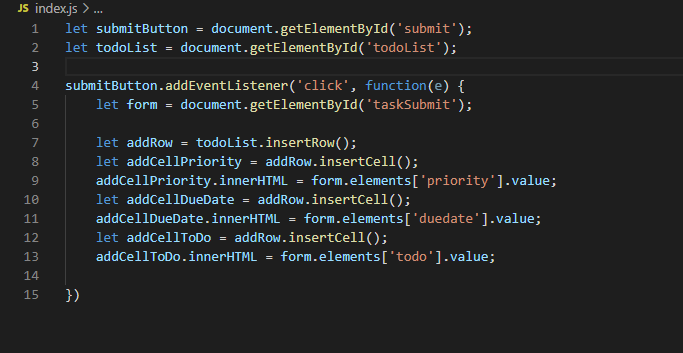 JS index.js > ...
1 let submitButton = document.getElementById('submit');
2 let todoList = document.getElementById('todoList');
3
4 submitButton.addEventListener('click', function(e) {
5     let form = document.getElementById('taskSubmit');
6
7     let addRow = todoList.insertRow();
8     let addCellPriority = addRow.insertCell();
9     addCellPriority.innerHTML = form.elements['priority'].value;
10     let addCellDueDate = addRow.insertCell();
11     addCellDueDate.innerHTML = form.elements['duedate'].value;
12     let addCellToDo = addRow.insertCell();
13     addCellToDo.innerHTML = form.elements['todo'].value;
14
15 })